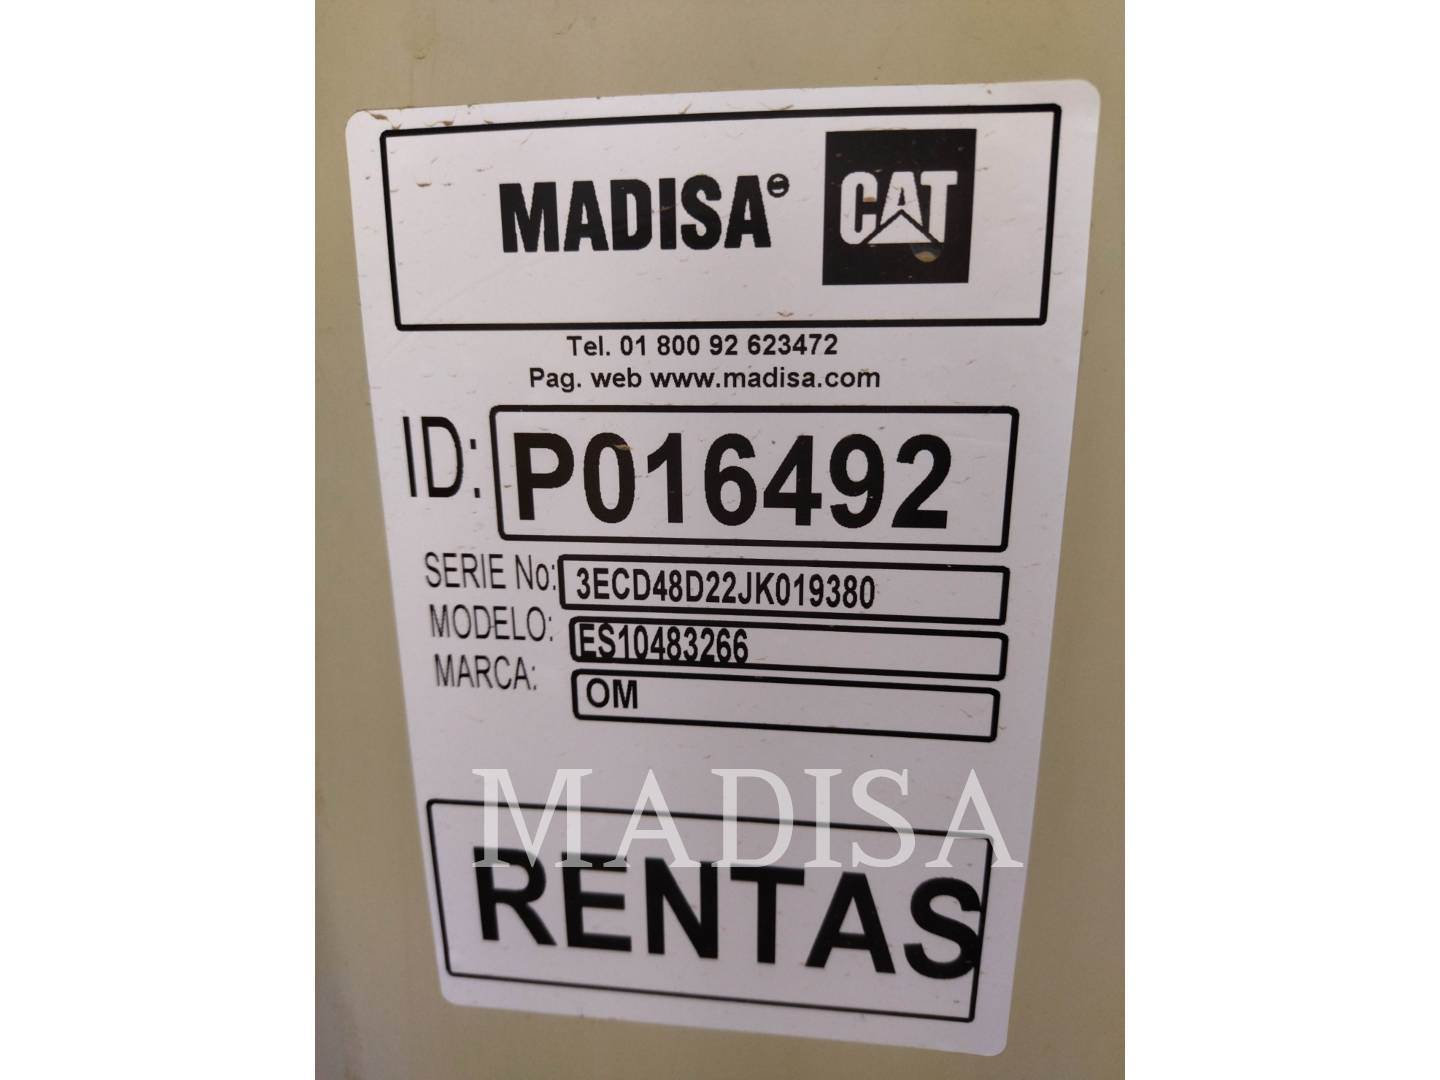 MADISA® CAT
Tel. 01 800 92 623472
Pag. web www.madisa.com
ID: P016492
SERIE No: 3ECD48D22JK019380
MODELO: ES10483266
MARCA: OM
MADISA
RENTAS